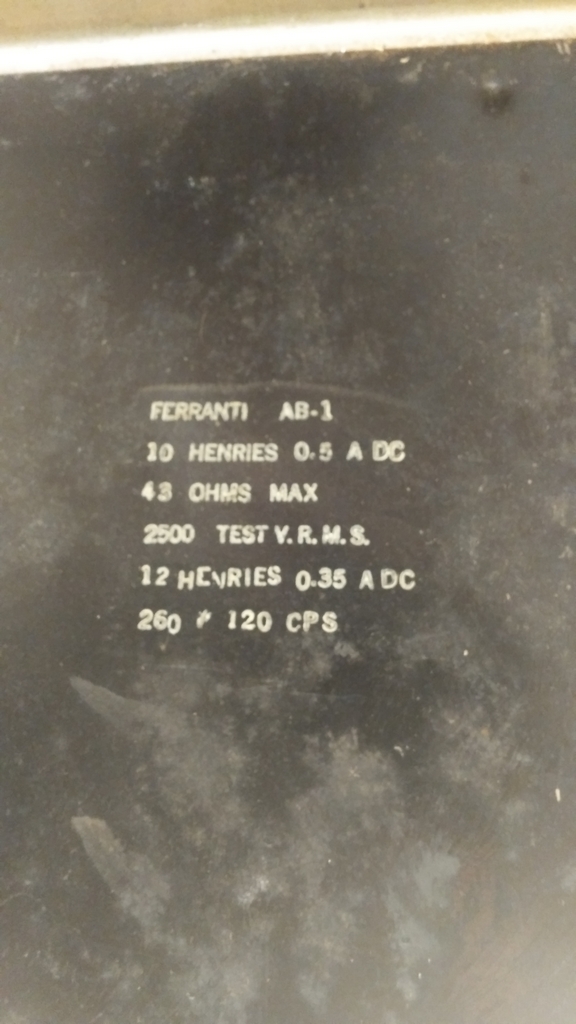 FERRANTI AB-1
10 HENRIES 0.5 A DC
43 OHMS MAX
2500 TEST V.R.M.S.
12 HENRIES 0.35 A DC
260 120 CPS